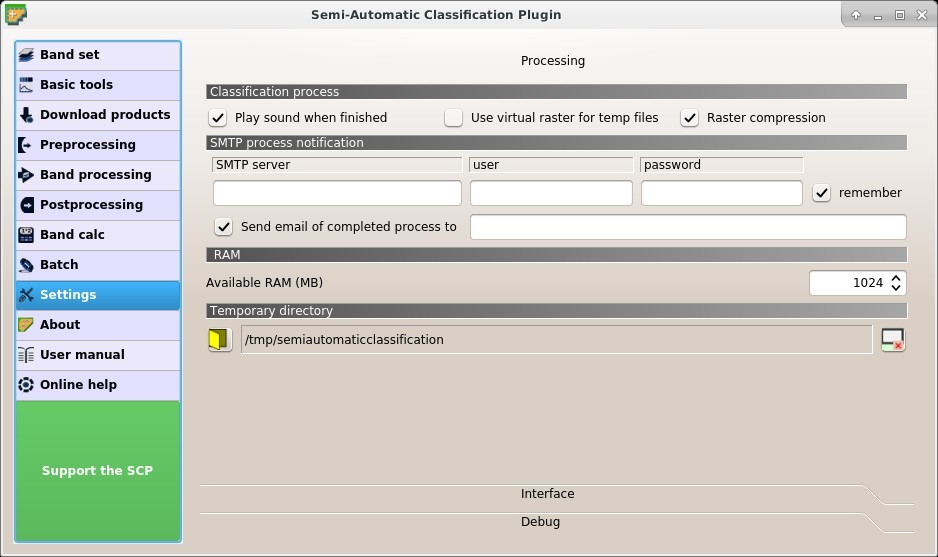 Semi-Automatic Classification Plugin
Band set
Basic tools
Download products
Preprocessing
Band processing
Postprocessing
Band calc
Batch
Settings
About
User manual
Online help
Support the SCP
Processing
Classification process
Play sound when finished Use virtual raster for temp files Raster compression
SMTP process notification
SMTP server user password
remember
Send email of completed process to
RAM
Available RAM (MB) 1024
Temporary directory
/tmp/semiautomaticclassification
Interface
Debug